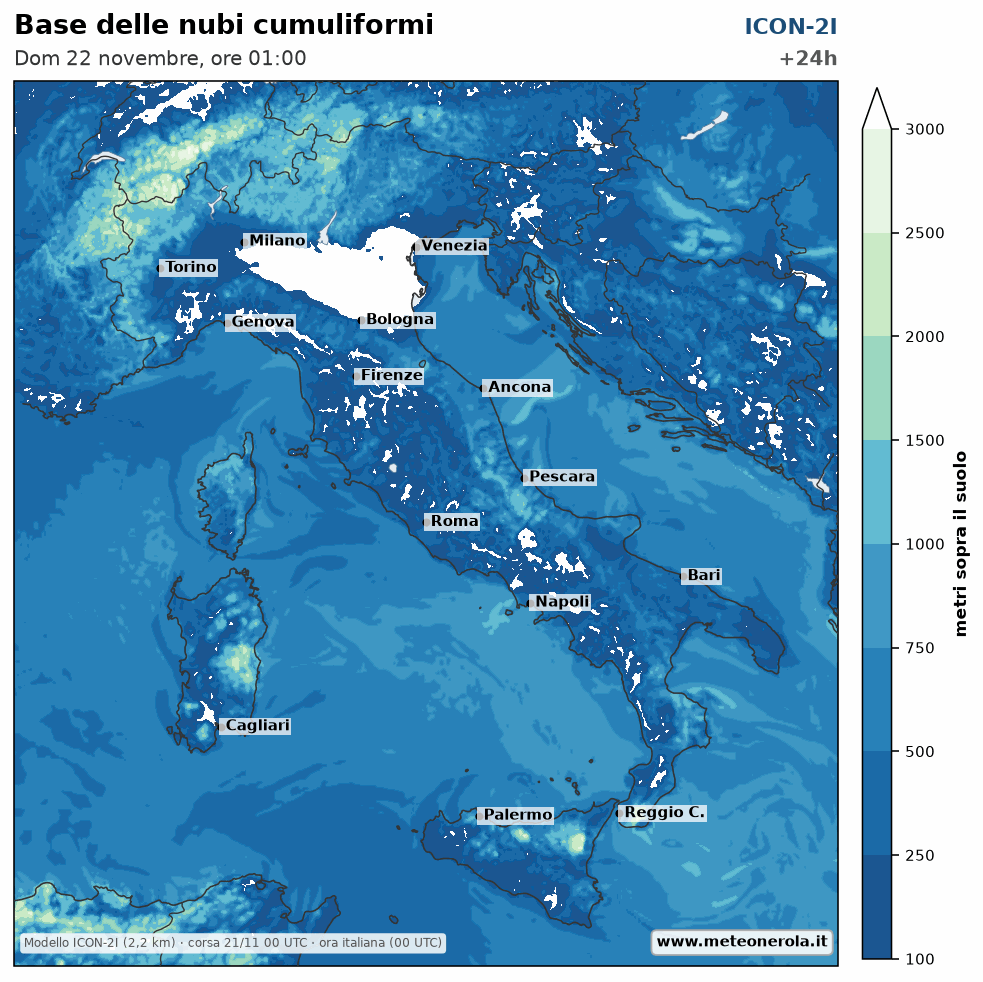 Base delle nubi cumuliformi
ICON-2I
Dom 22 novembre, ore 01:00
+24h
Milano
Venezia
Torino
Genova
Bologna
Firenze
Ancona
Pescara
Roma
Bari
Napoli
Cagliari
Palermo
Reggio C.
3000
2500
2000
1500
1000
750
500
250
100
metri sopra il suolo
Modello ICON-2I (2,2 km) · corsa 21/11 00 UTC · ora italiana (00 UTC)
www.meteonerola.it